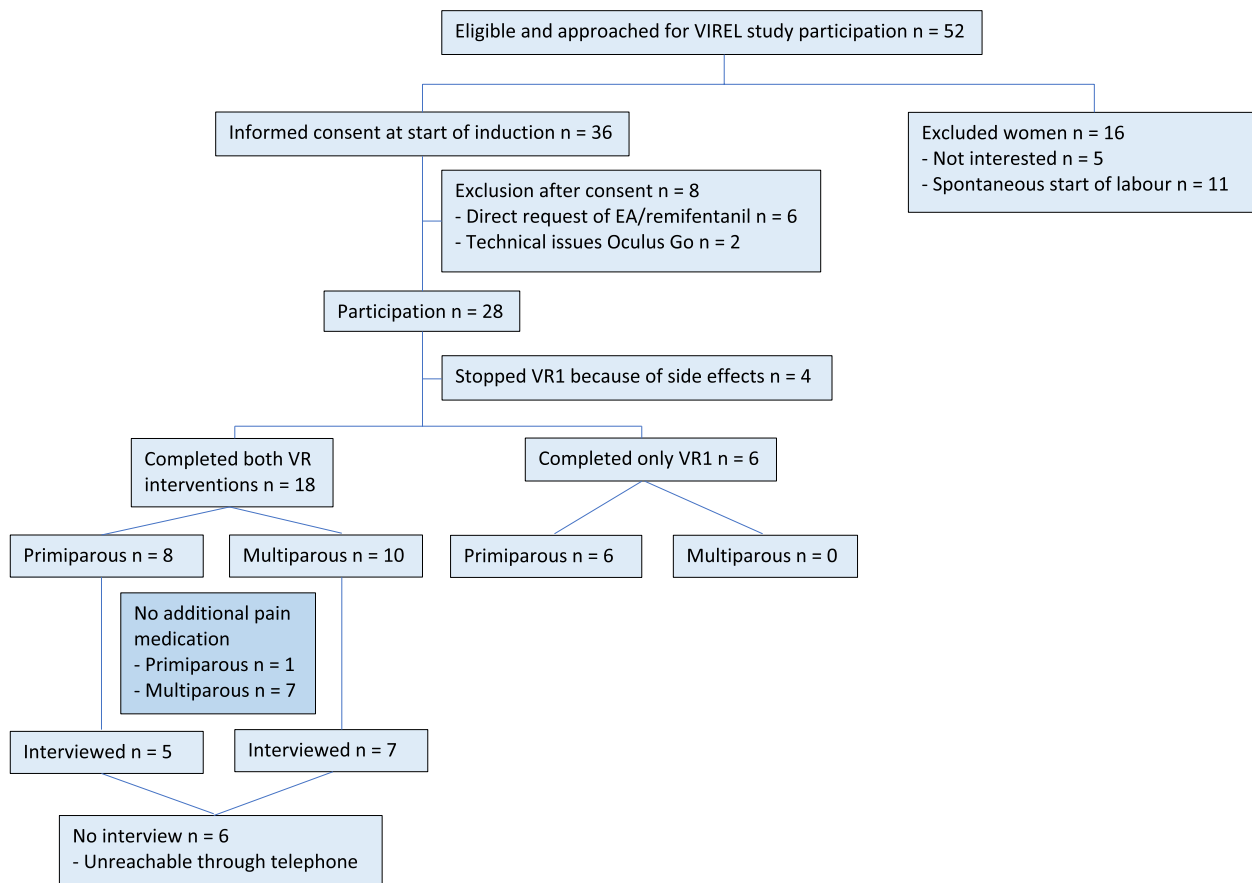 Eligible and approached for VIREL study participation n = 52
Informed consent at start of induction n = 36
Excluded women n = 16
- Not interested n = 5
- Spontaneous start of labour n = 11
Exclusion after consent n = 8
- Direct request of EA/remifentanil n = 6
- Technical issues Oculus Go n = 2
Participation n = 28
Stopped VR1 because of side effects n = 4
Completed both VR
interventions n = 18
Completed only VR1 n = 6
Primiparous n = 8
Multiparous n = 10
Primiparous n = 6
Multiparous n = 0
No additional pain
medication
- Primiparous n = 1
- Multiparous n = 7
Interviewed n = 5
Interviewed n = 7
No interview n = 6
- Unreachable through telephone